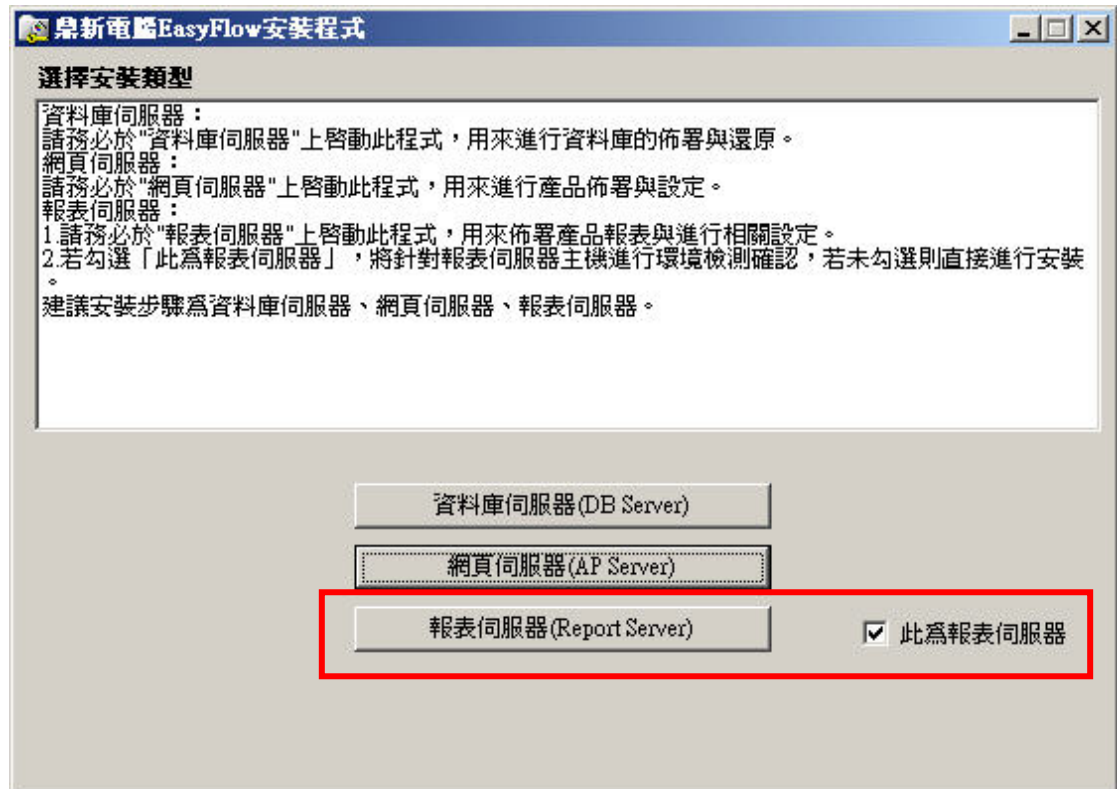 鼎新電腦EasyFlow安裝程式
選擇安裝類型
資料庫伺服器：
請務必於"資料庫伺服器"上啓動此程式，用來進行資料庫的佈署與還原。
網頁伺服器：
請務必於"網頁伺服器"上啓動此程式，用來進行產品佈署與設定。
報表伺服器：
1.請務必於"報表伺服器"上啓動此程式，用來佈署產品報表與進行相關設定。
2.若勾選「此爲報表伺服器」，將針對報表伺服器主機進行環境檢測確認，若未勾選則直接進行安裝
。
建議安裝步驟爲資料庫伺服器、網頁伺服器、報表伺服器。
資料庫伺服器(DB Server)
網頁伺服器(AP Server)
報表伺服器(Report Server)
此爲報表伺服器